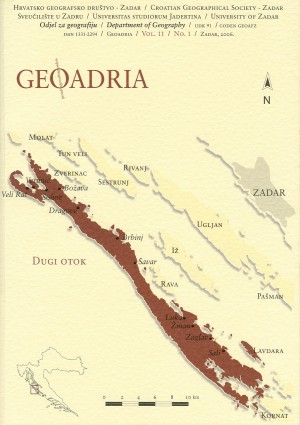 Hrvatsko geografsko društvo - Zadar / Croatian Geographical Society - Zadar
Sveučilište u Zadru / Universitas studiorum Jadertina / University of Zadar
Odjel za geografiju / Department of Geography / UDK 91 / CODEN GEOAF2
ISSN 1331-2294 / Geoadria / Vol. 11 / No. 1 / Zadar, 2006.
GEOADRIA
N
Molat
Tun veli
Zverinac
Rivanj
Sestrunj
Veli Rat
Božava
Soline
Dragove
ZADAR
Ugljan
Brbinj
Iž
Dugi otok
Savar
Rava
Pašman
Luka
Žman
Zaglav
Sali
Lavdara
Kornat
0 2 4 6 8 10 km